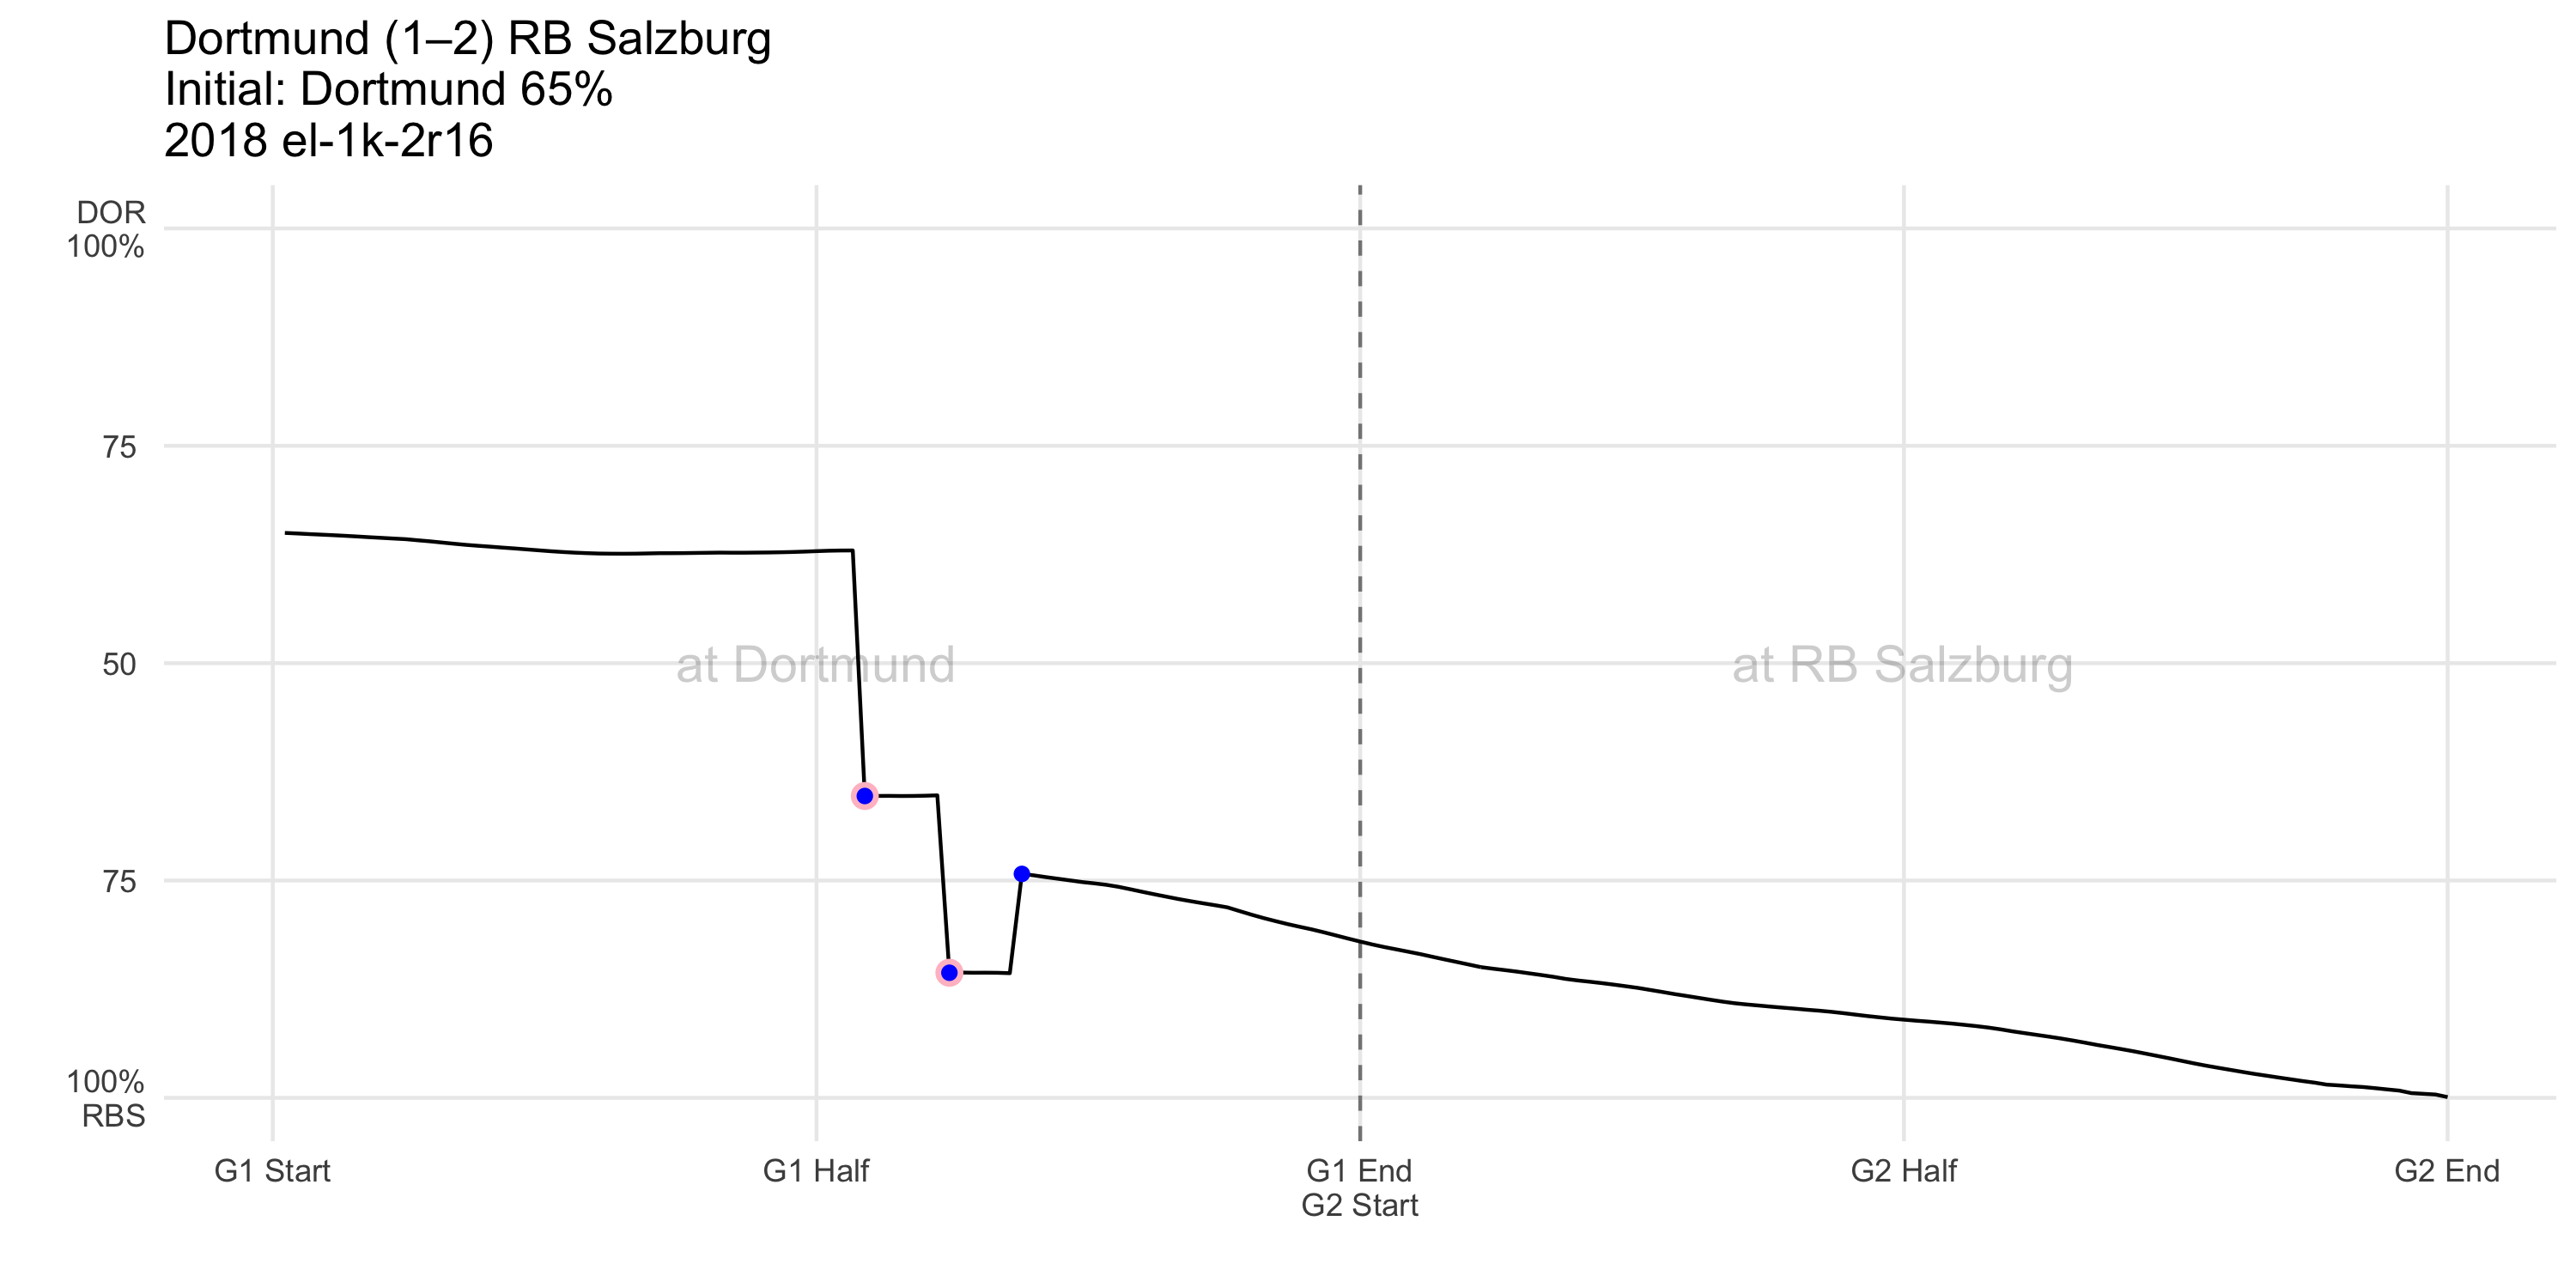 Dortmund (1–2) RB Salzburg
Initial: Dortmund 65%
2018 el-1k-2r16
DOR
100%
75
50
75
100%
RBS
at Dortmund
at RB Salzburg
G1 Start
G1 Half
G1 End
G2 Start
G2 Half
G2 End